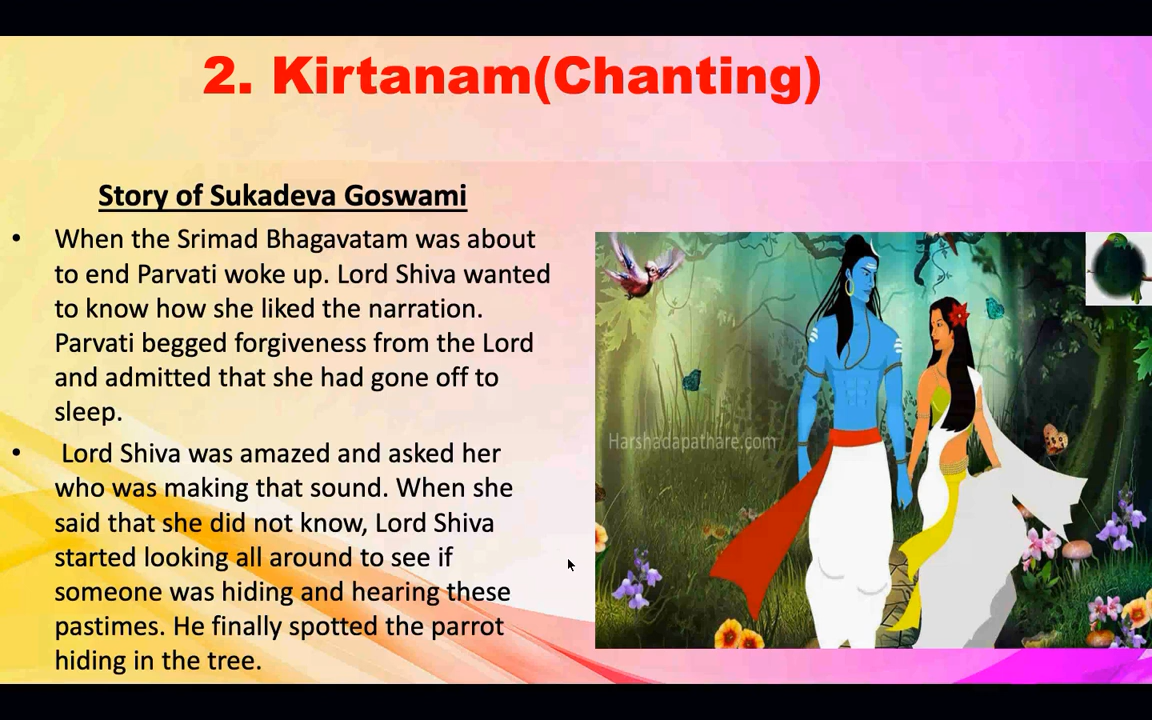 2. Kirtanam(Chanting)
Story of Sukadeva Goswami
• When the Srimad Bhagavatam was about
to end Parvati woke up. Lord Shiva wanted
to know how she liked the narration.
Parvati begged forgiveness from the Lord
and admitted that she had gone off to
sleep.
• Lord Shiva was amazed and asked her
who was making that sound. When she
said that she did not know, Lord Shiva
started looking all around to see if
someone was hiding and hearing these
pastimes. He finally spotted the parrot
hiding in the tree.
Harshadapathare.com